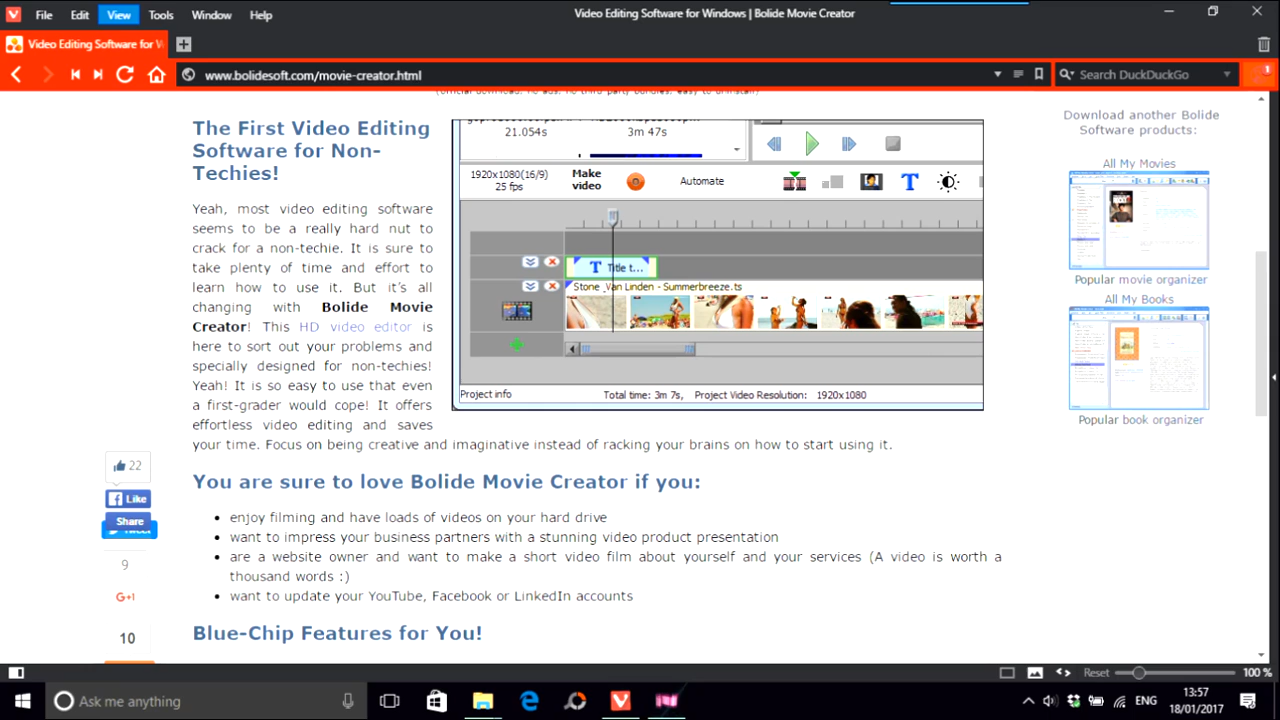 File Edit View Tools Window Help
Video Editing Software for Windows | Bolide Movie Creator
Video Editing Software for W
www.bolidesoft.com/movie-creator.html
Search DuckDuckGo
1
The First Video Editing
Software for Non-
Techies!
Yeah, most video editing software
seems to be a really hard nut to
crack for a non-techie. It is sure to
take plenty of time and effort to
learn how to use it. But it's all
changing with Bolide Movie
Creator! This HD video editor is
here to sort out your problems and
specially designed for non-techies!
Yeah! It is so easy to use that even
a first-grader would cope! It offers
effortless video editing and saves
your time. Focus on being creative and imaginative instead of racking your brains on how to start using it.
21.054s
3m 47s
1920x1080(16/9)
25 fps
Make
video
Automate
T
T Title t...
Stone_Van Linden - Summerbreeze.ts
Project info
Total time: 3m 7s, Project Video Resolution: 1920x1080
Download another Bolide
Software products:
All My Movies
Popular movie organizer
All My Books
Popular book organizer
You are sure to love Bolide Movie Creator if you:
• enjoy filming and have loads of videos on your hard drive
• want to impress your business partners with a stunning video product presentation
• are a website owner and want to make a short video film about yourself and your services (A video is worth a
thousand words :)
• want to update your YouTube, Facebook or LinkedIn accounts
Blue-Chip Features for You!
22
Like
Share
Tweet
9
G+1
10
Reset
100 %
Ask me anything
ENG
13:57
18/01/2017